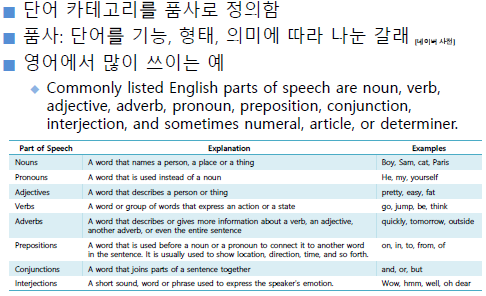 단어 카테고리를 품사로 정의함
품사: 단어를 기능, 형태, 의미에 따라 나눈 갈래 [네이버 사전]
영어에서 많이 쓰이는 예
Commonly listed English parts of speech are noun, verb,
adjective, adverb, pronoun, preposition, conjunction,
interjection, and sometimes numeral, article, or determiner.
Part of Speech Explanation Examples
Nouns A word that names a person, a place or a thing Boy, Sam, cat, Paris
Pronouns A word that is used instead of a noun He, my, yourself
Adjectives A word that describes a person or thing pretty, easy, fat
Verbs A word or group of words that express an action or a state go, jump, be, think
Adverbs A word that describes or gives more information about a verb, an adjective, quickly, tomorrow, outside
another adverb, or even the entire sentence
Prepositions A word that is used before a noun or a pronoun to connect it to another word on, in, to, from, of
in the sentence. It is usually used to show location, direction, time, and so forth.
Conjunctions A word that joins parts of a sentence together and, or, but
Interjections A short sound, word or phrase used to express the speaker's emotion. Wow, hmm, well, oh dear